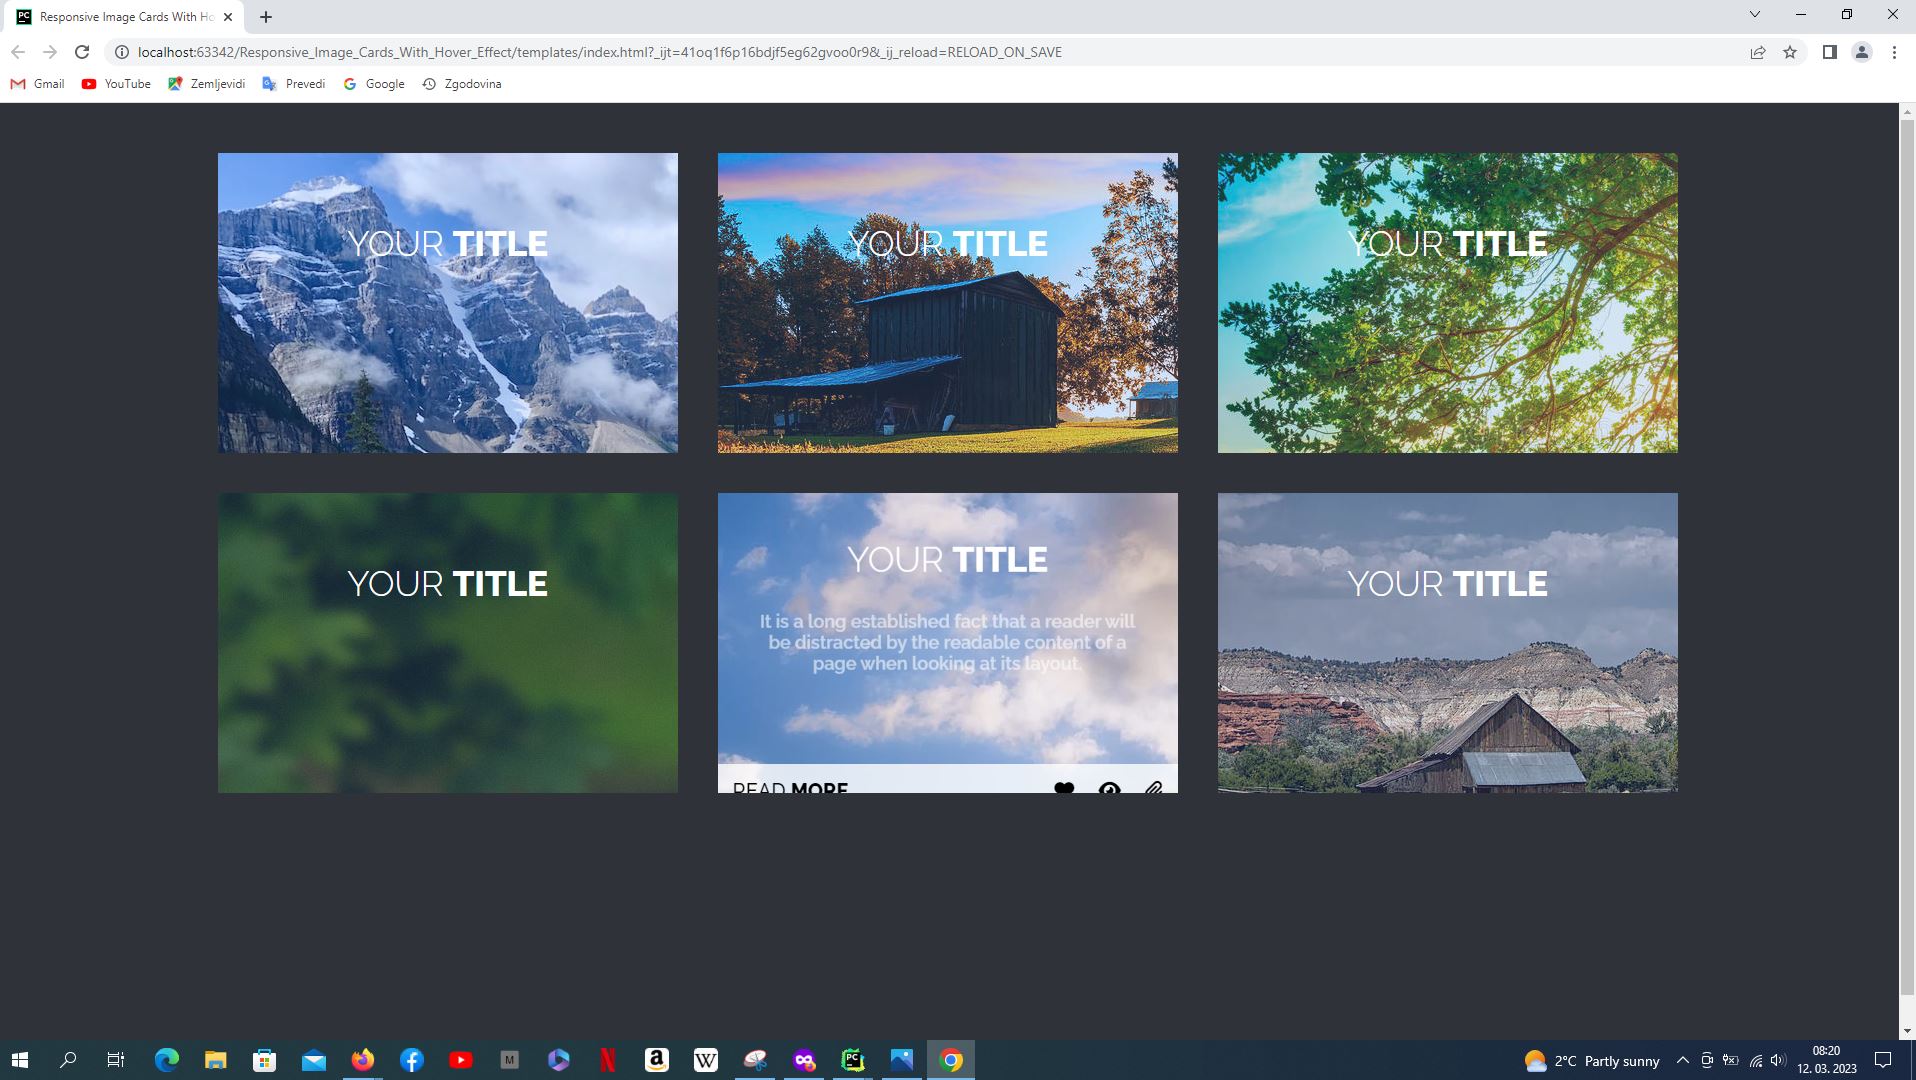 Responsive Image Cards With Ho
localhost:63342/Responsive_Image_Cards_With_Hover_Effect/templates/index.html?_ijt=41oq1f6p16bdjf5eg62gvoo0r9&_ij_reload=RELOAD_ON_SAVE
Gmail YouTube Zemljevidi Prevedi Google Zgodovina
YOUR TITLE YOUR TITLE YOUR TITLE
YOUR TITLE
YOUR TITLE
It is a long established fact that a reader will
be distracted by the readable content of a
page when looking at its layout.
READ MORE
YOUR TITLE
2°C Partly sunny
08:20
12. 03. 2023